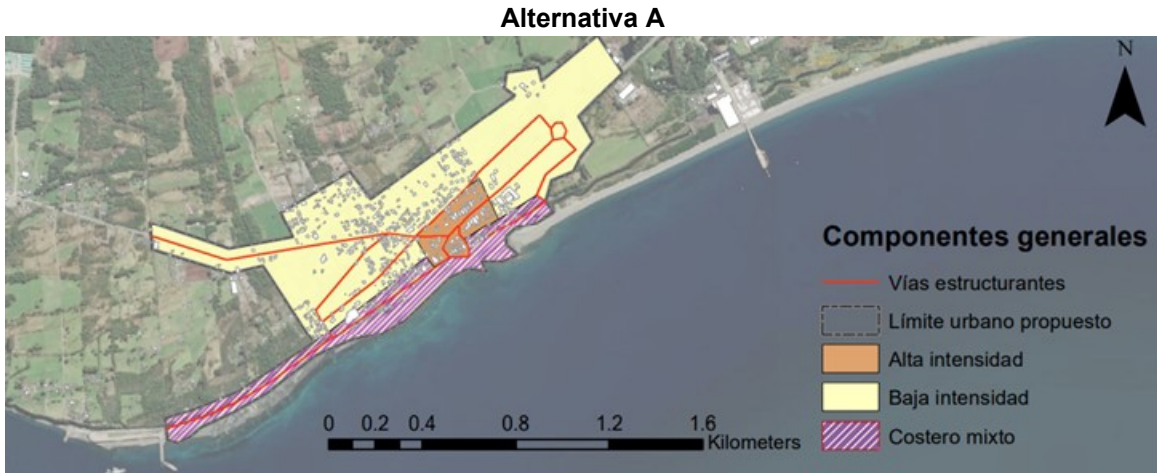 Alternativa A
N
Componentes generales
Vías estructurantes
Límite urbano propuesto
Alta intensidad
Baja intensidad
Costero mixto
0 0.2 0.4 0.8 1.2 1.6
Kilometers